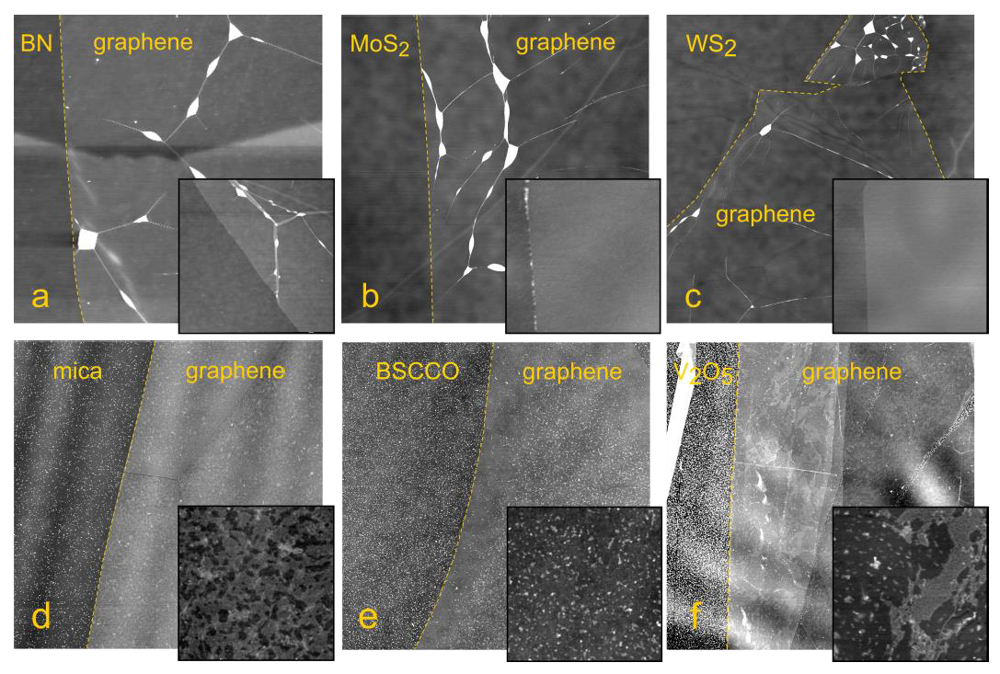 BN graphene
MoS2 graphene
WS2
graphene
a
b
c
mica graphene
BSCCO graphene
V2O5 graphene
d
e
f